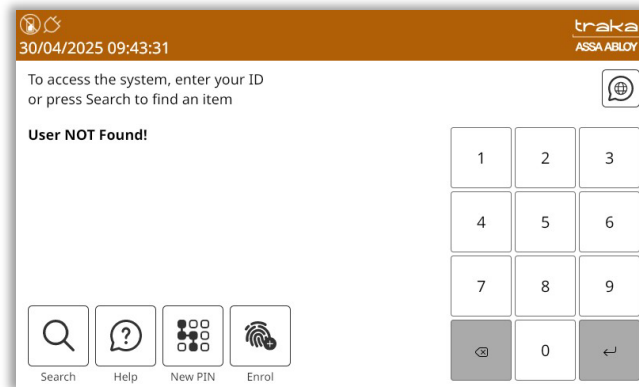 traka
30/04/2025 09:43:31
ASSA ABLOY
To access the system, enter your ID
or press Search to find an item
User NOT Found!
1 2 3
4 5 6
7 8 9
0
Search Help New PIN Enrol